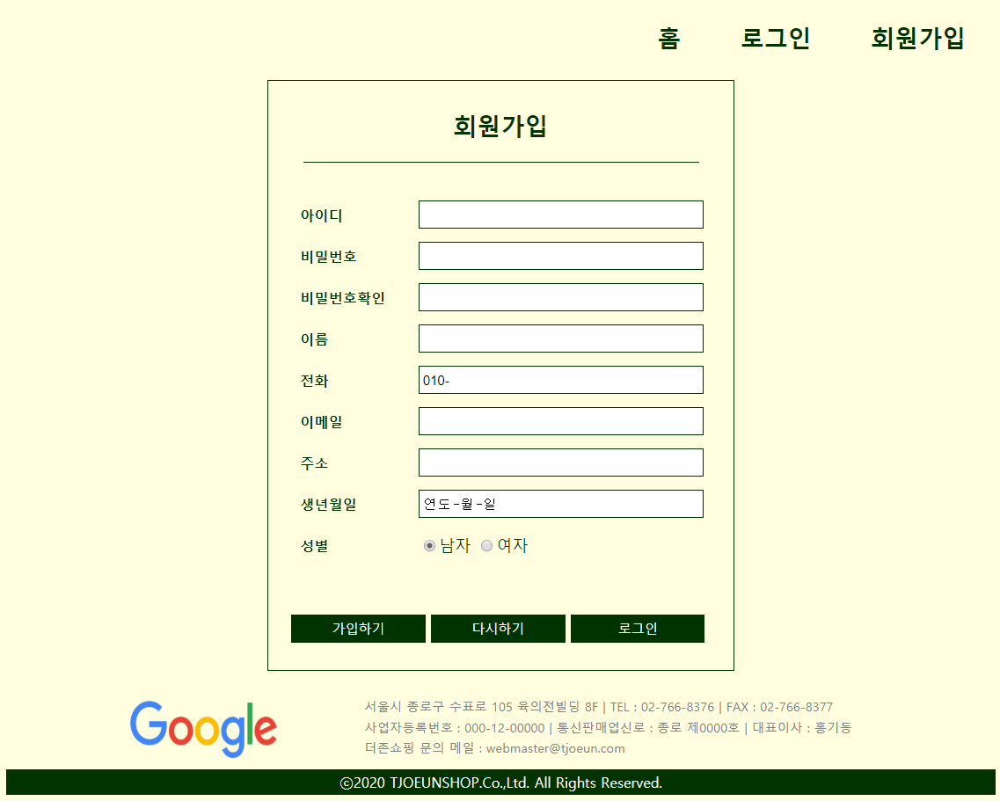 홈 로그인 회원가입
회원가입
아이디
비밀번호
비밀번호확인
이름
전화 010-
이메일
주소
생년월일 연도-월-일
성별 남자 여자
가입하기 다시하기 로그인
Google
서울시 종로구 수표로 105 육의전빌딩 8F | TEL : 02-766-8376 | FAX : 02-766-8377
사업자등록번호 : 000-12-00000 | 통신판매업신로 : 종로 제0000호 | 대표이사 : 홍기동
더존쇼핑 문의 메일 : webmaster@tjoeun.com
ⓒ2020 TJOEUNSHOP.Co.,Ltd. All Rights Reserved.